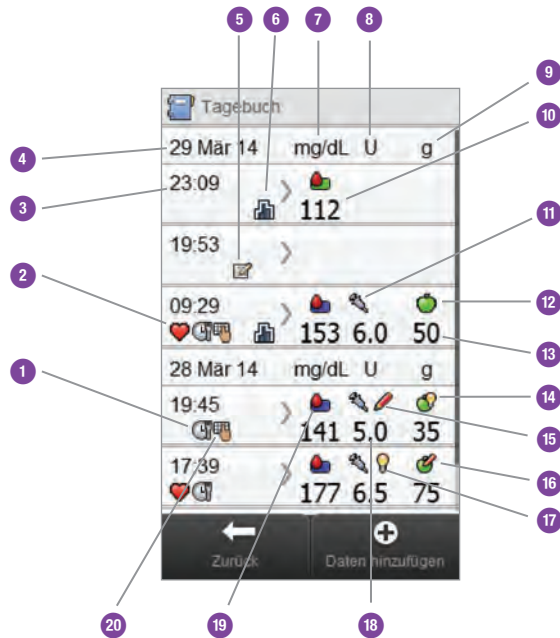 5 6 7 8
9
10
Tagebuch
4
29 Mär 14 mg/dL U g
3
23:09
112
11
19:53
2
12
09:29
153 6.0 50
13
1
28 Mär 14 mg/dL U g
14
19:45
15
141 5.0 35
16
17:39
177 6.5 75
17
Zurück Daten hinzufügen
20 19 18